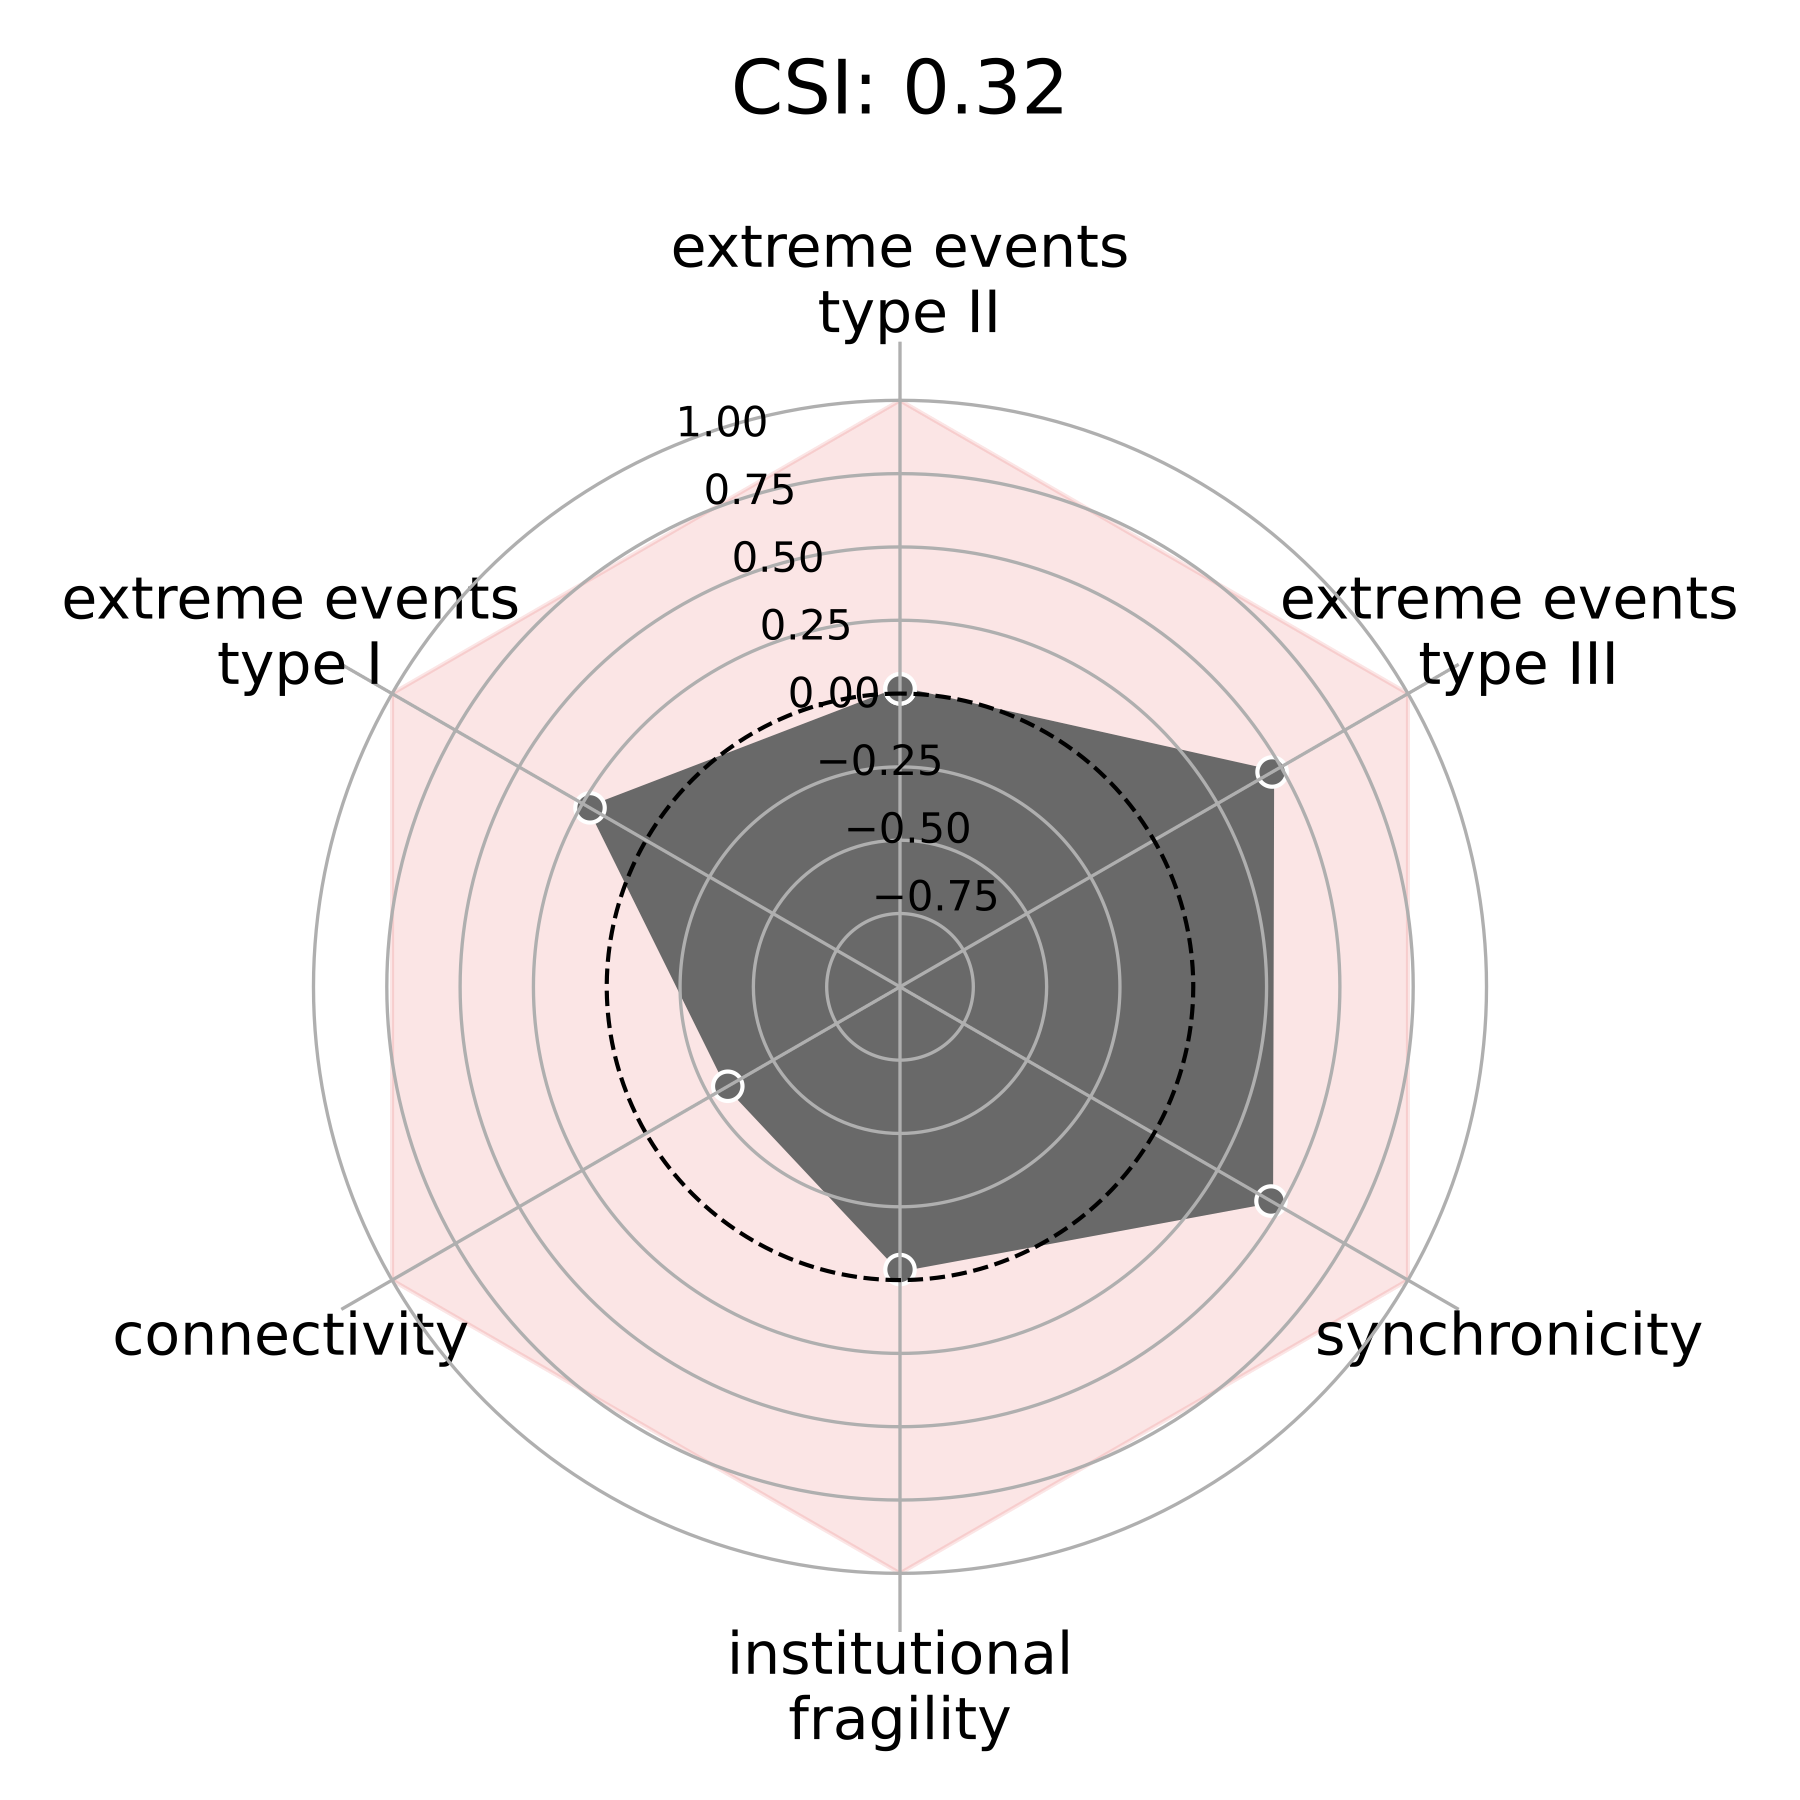 CSI: 0.32
extreme events
type II
1.00
0.75
0.50
extreme events
type I
extreme events
type III
0.25
0.00
−0.25
−0.50
−0.75
connectivity
synchronicity
institutional
fragility